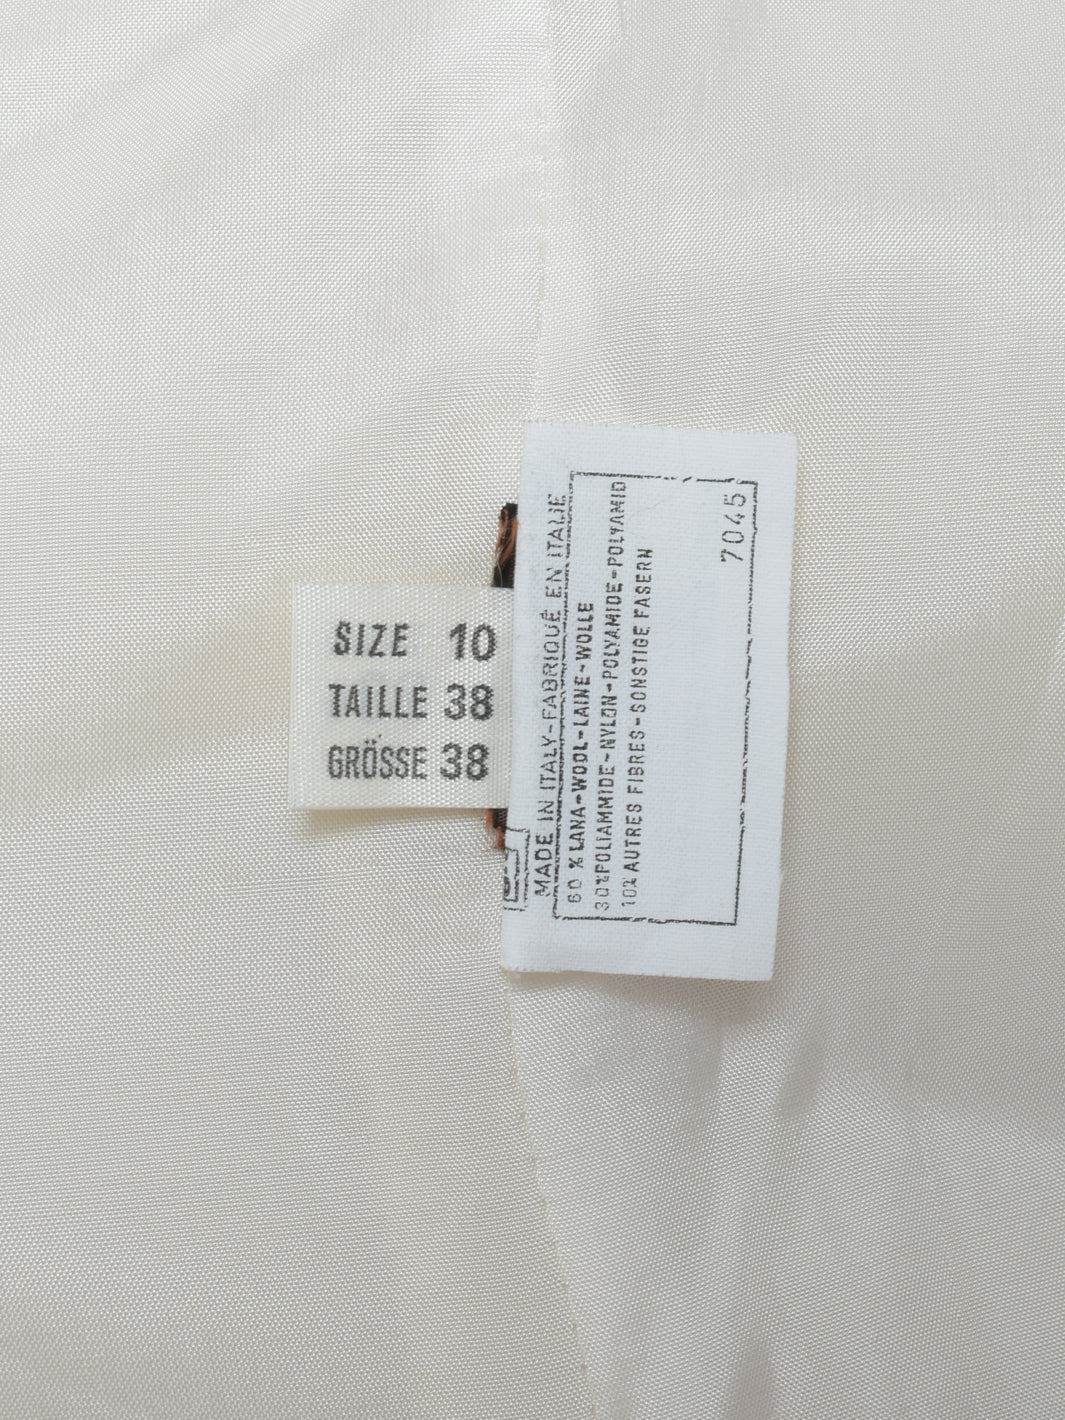 SIZE 10
TAILLE 38
GRÖSSE 38
MADE IN ITALY-FABRIQUÉ EN ITALIE
60 % LANA-WOOL-LAINE-WOLLE
30%POLIAMMIDE-NYLON-POLYAMIDE-POLYAMID
10% AUTRES FIBRES-SONSTIGE FASERN
7045